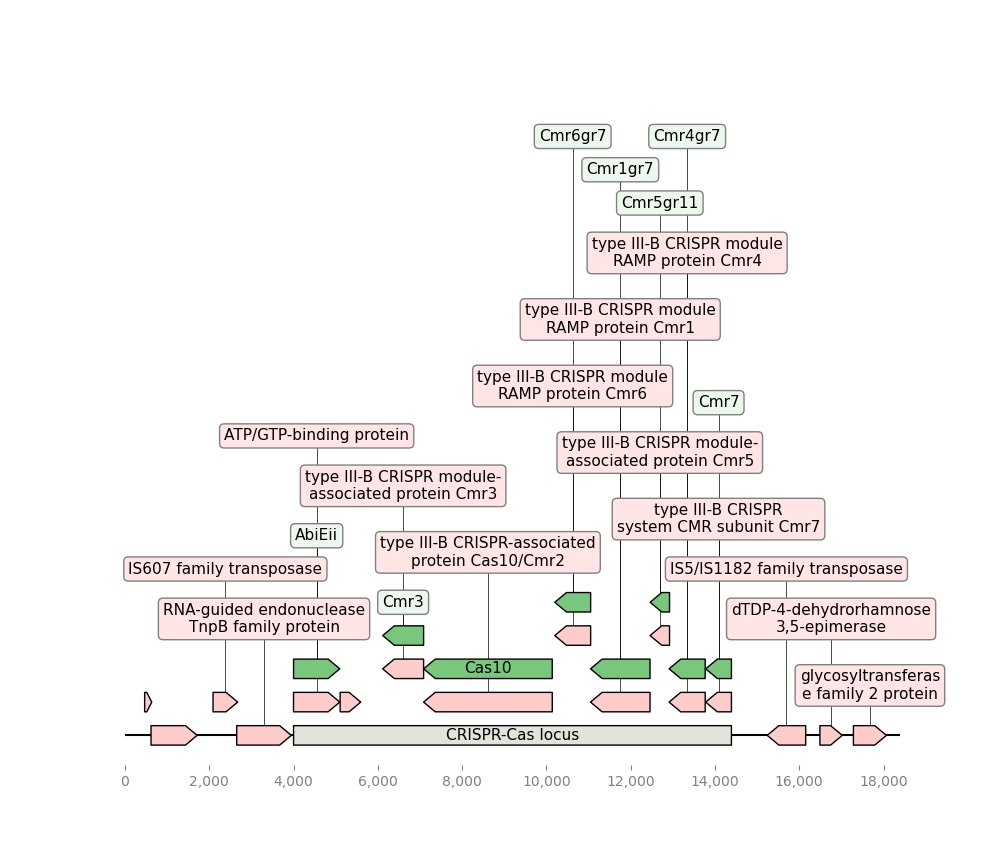 Cmr6gr7
Cmr4gr7
Cmr1gr7
Cmr5gr11
type III-B CRISPR module
RAMP protein Cmr4
type III-B CRISPR module
RAMP protein Cmr1
type III-B CRISPR module
RAMP protein Cmr6
Cmr7
ATP/GTP-binding protein
type III-B CRISPR module-
associated protein Cmr5
type III-B CRISPR module-
associated protein Cmr3
type III-B CRISPR
system CMR subunit Cmr7
AbiEii
type III-B CRISPR-associated
protein Cas10/Cmr2
IS607 family transposase
IS5/IS1182 family transposase
Cmr3
RNA-guided endonuclease
TnpB family protein
dTDP-4-dehydrorhamnose
3,5-epimerase
Cas10
glycosyltransferas
e family 2 protein
CRISPR-Cas locus
0
2,000
4,000
6,000
8,000
10,000
12,000
14,000
16,000
18,000